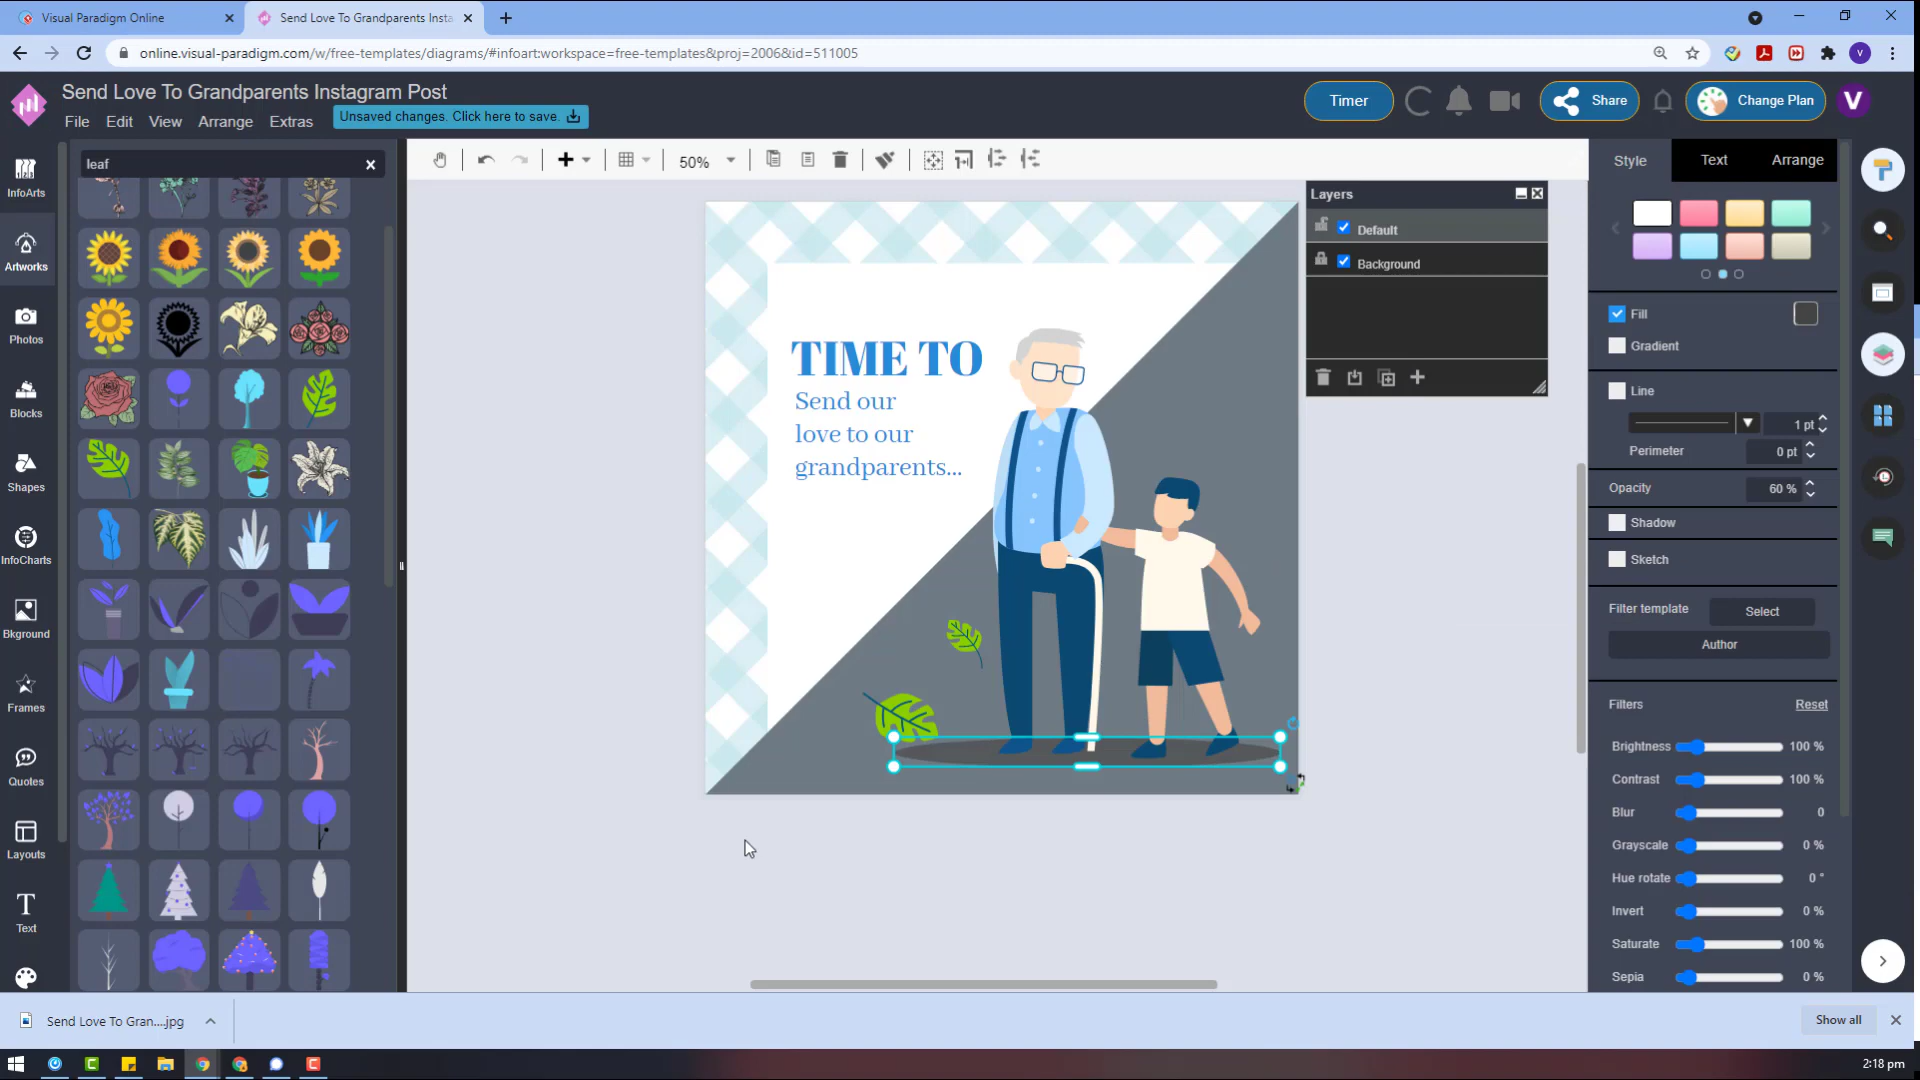 Visual Paradigm Online
Send Love To Grandparents Insta
online.visual-paradigm.com/w/free-templates/diagrams/#infoart:workspace=free-templates&proj=2006&id=511005
V
Send Love To Grandparents Instagram Post
File Edit View Arrange Extras
Unsaved changes. Click here to save.
Timer
Share
Change Plan
V
InfoArts
Artworks
Photos
Blocks
Shapes
InfoCharts
Bkground
Frames
Quotes
Layouts
T
Text
leaf
50%
TIME TO
Send our
love to our
grandparents...
Layers
Default
Background
Style Text Arrange
Fill
Gradient
Line
1 pt
Perimeter 0 pt
Opacity 60 %
Shadow
Sketch
Filter template Select
Author
Filters Reset
Brightness 100 %
Contrast 100 %
Blur 0
Grayscale 0 %
Hue rotate 0 °
Invert 0 %
Saturate 100 %
Sepia 0 %
Send Love To Gran....jpg
Show all
2:18 pm